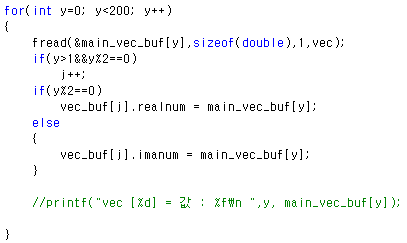 for(int y=0; y<200; y++)
{
fread(&main_vec_buf[y],sizeof(double),1,vec);
if(y>1&&y%2==0)
j++;
if(y%2==0)
vec_buf[j].realnum = main_vec_buf[y];
else
{
vec_buf[j].imanum = main_vec_buf[y];
}
//printf("vec [%d] = 값 : %f₩n ",y, main_vec_buf[y]);
}